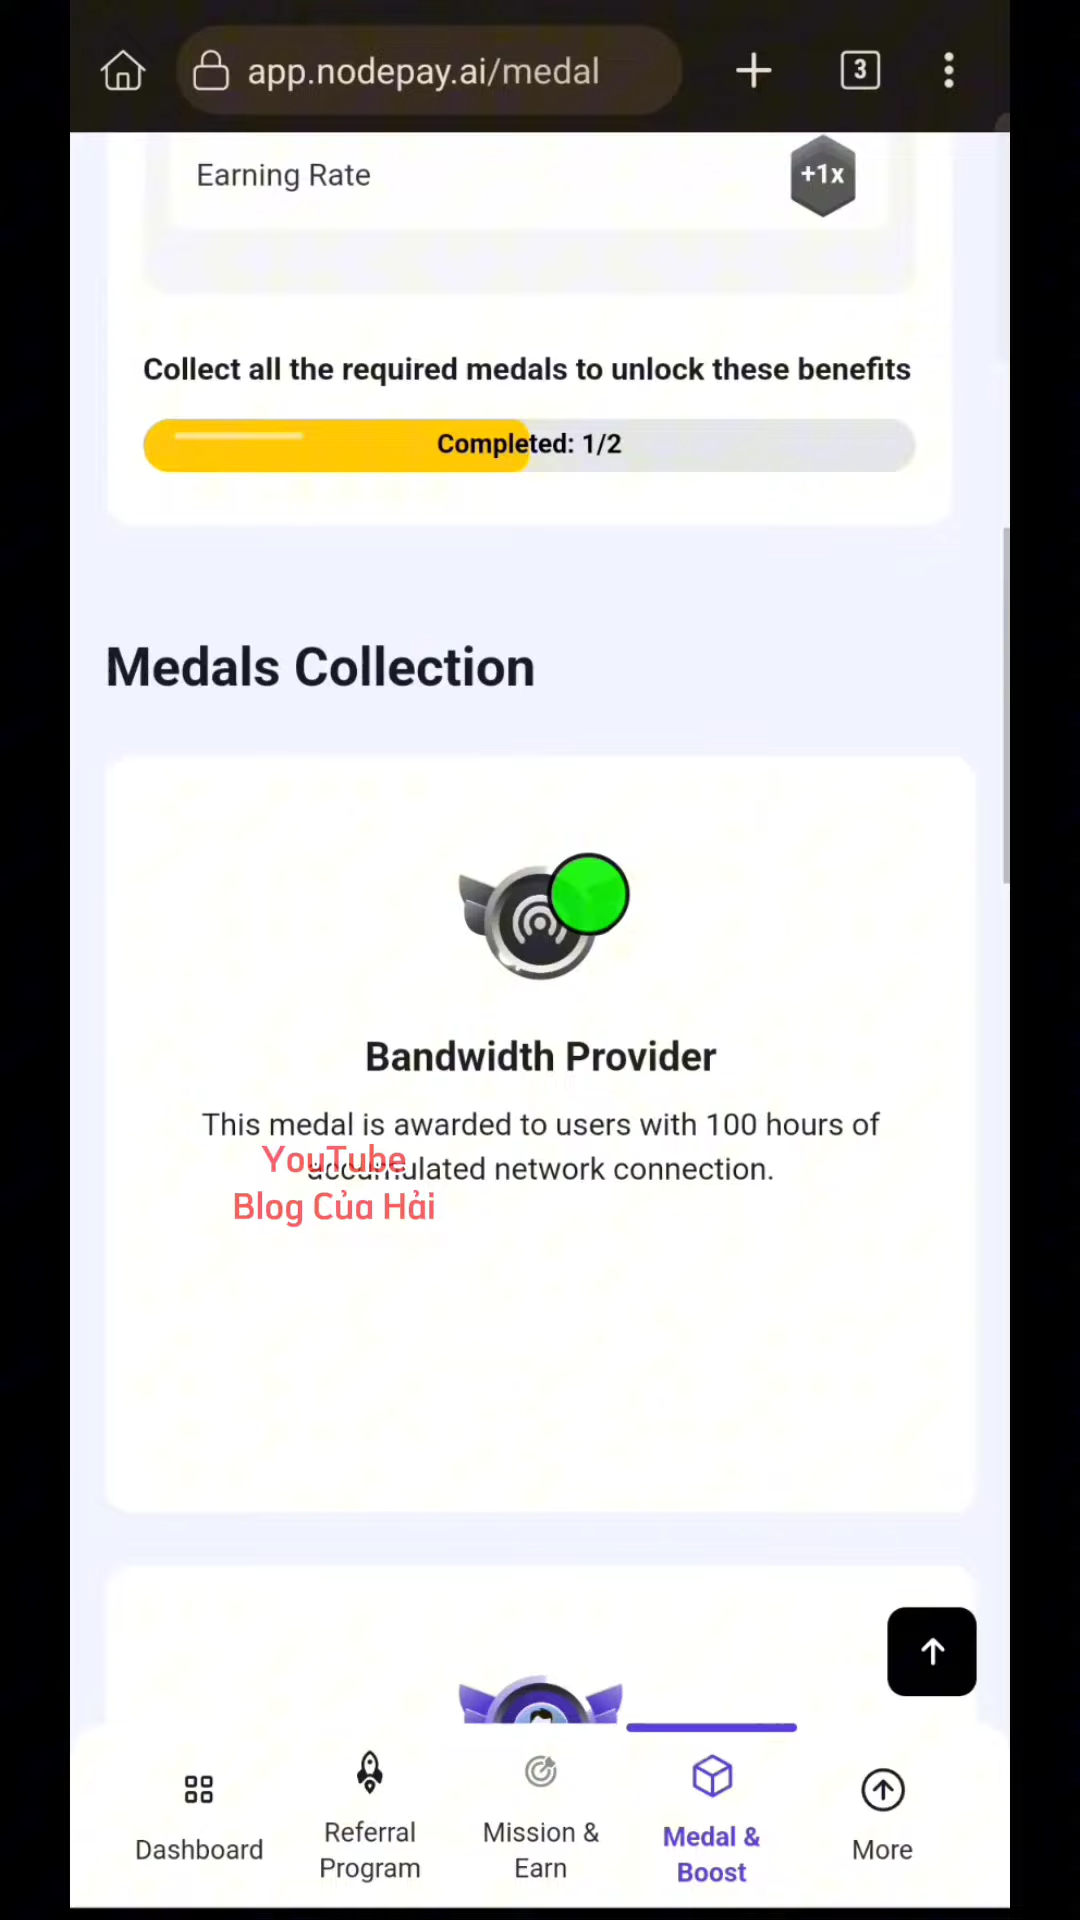 app.nodepay.ai/medal
3
Earning Rate
+1x
Collect all the required medals to unlock these benefits
Completed: 1/2
Medals Collection
Bandwidth Provider
This medal is awarded to users with 100 hours of
accumulated network connection.
YouTube
Blog Của Hải
Dashboard
Referral
Program
Mission &
Earn
Medal &
Boost
More